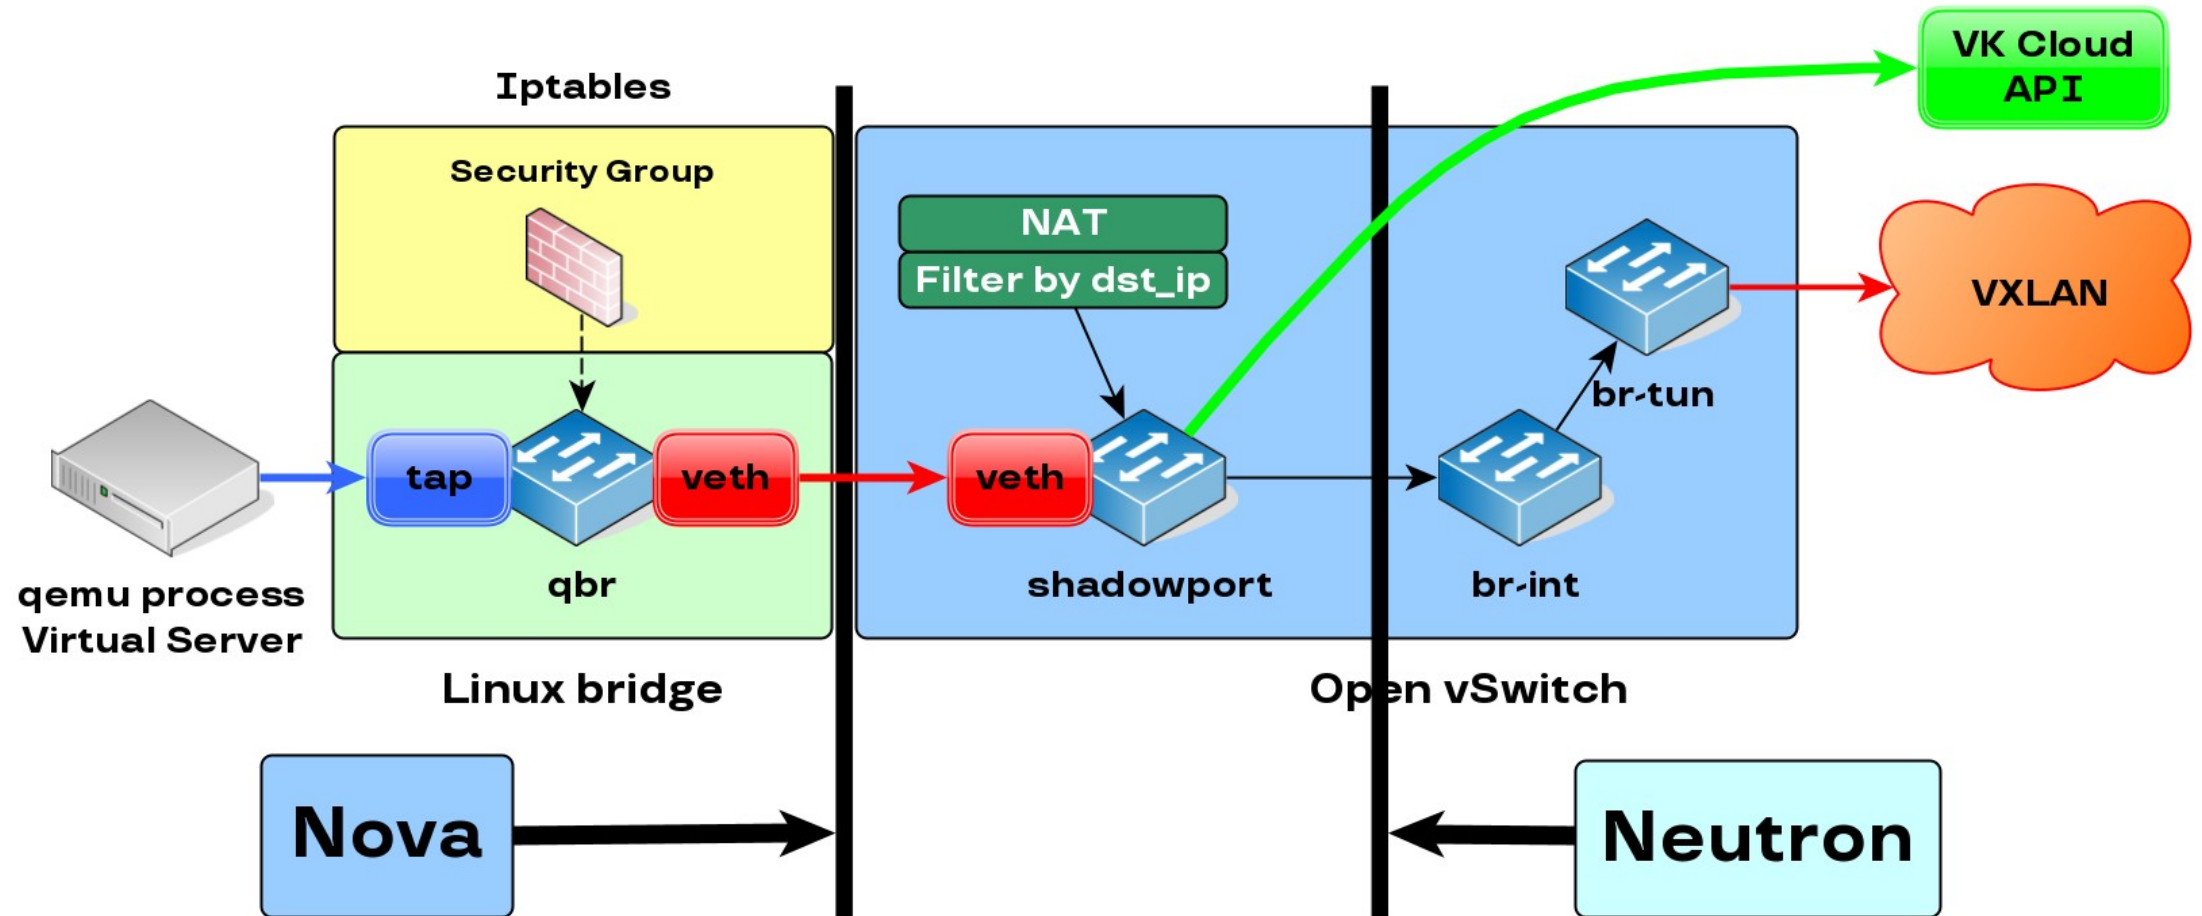 VK Cloud
API
Iptables
Security Group
NAT
Filter by dst_ip
VXLAN
br-tun
tap
veth
veth
qemu process
Virtual Server
qbr
shadowport
br-int
Linux bridge
Open vSwitch
Nova
Neutron